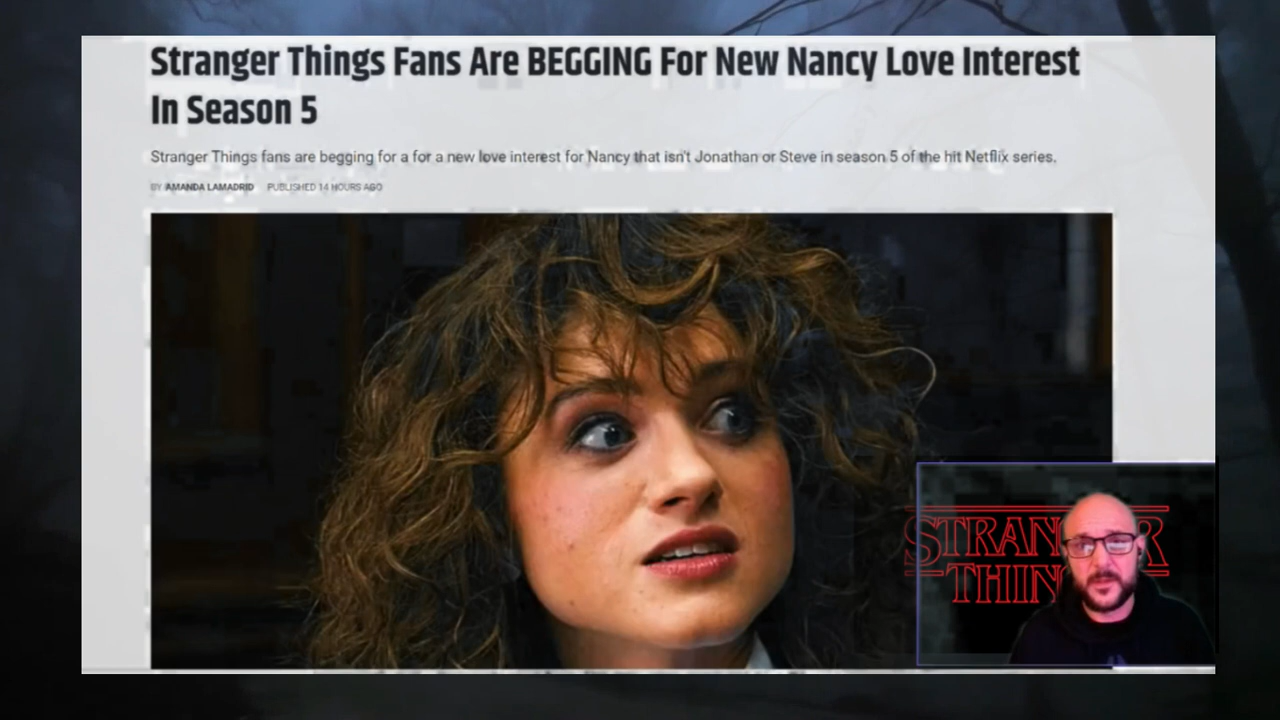 Stranger Things Fans Are BEGGING For New Nancy Love Interest
In Season 5
Stranger Things fans are begging for a for a new love interest for Nancy that isn't Jonathan or Steve in season 5 of the hit Netflix series.
BY AMANDA LAMADRID PUBLISHED 14 HOURS AGO
STRANG R
THIN